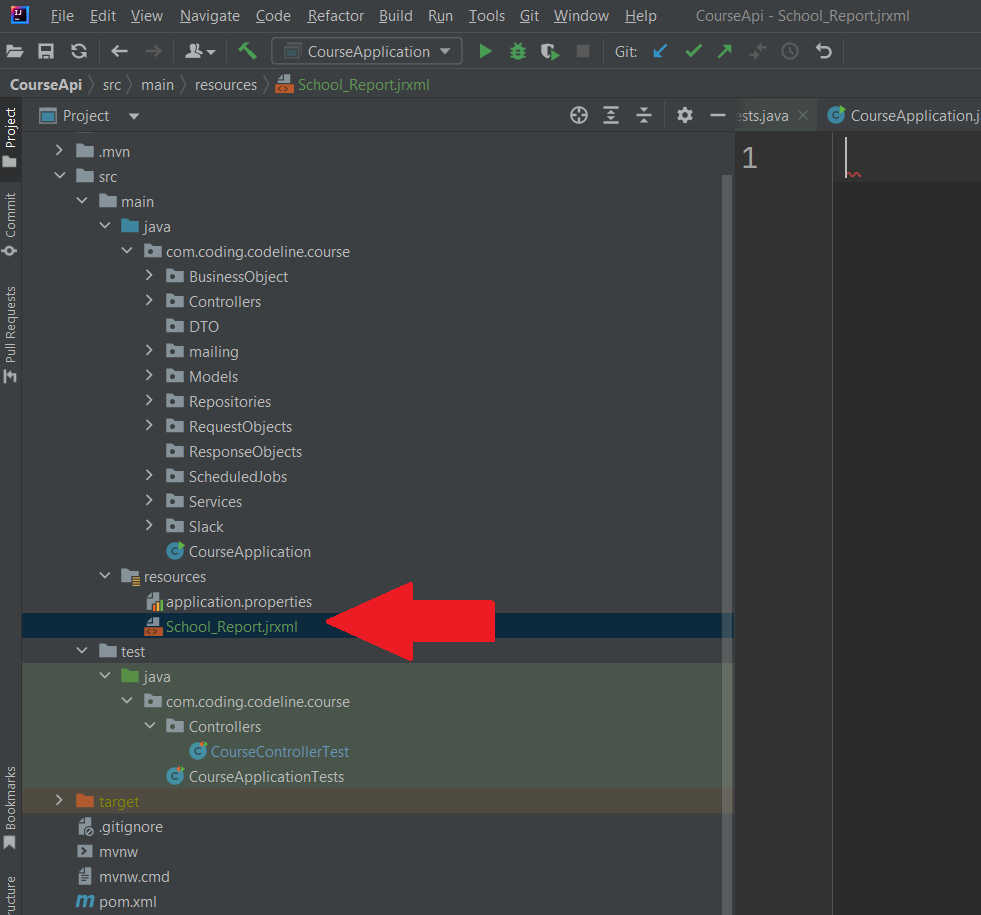 File Edit View Navigate Code Refactor Build Run Tools Git Window Help CourseApi - School_Report.jrxml
CourseApplication Git:
CourseApi src main resources School_Report.jrxml
Project
ests.java CourseApplication.j
Project
Commit
Pull Requests
Bookmarks
ructure
.mvn
src
main
java
com.coding.codeline.course
BusinessObject
Controllers
DTO
mailing
Models
Repositories
RequestObjects
ResponseObjects
ScheduledJobs
Services
Slack
CourseApplication
resources
application.properties
School_Report.jrxml
test
java
com.coding.codeline.course
Controllers
CourseControllerTest
CourseApplicationTests
target
.gitignore
mvnw
mvnw.cmd
pom.xml
1